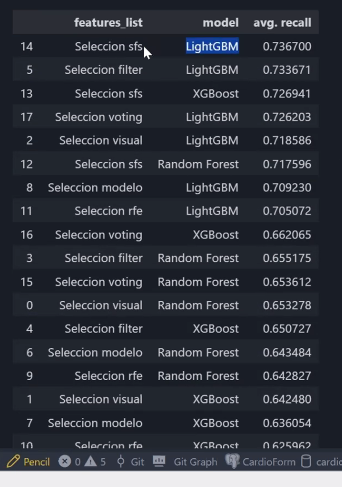 features_list model avg. recall
14 Seleccion sfs LightGBM 0.736700
5 Seleccion filter LightGBM 0.733671
13 Seleccion sfs XGBoost 0.726941
17 Seleccion voting LightGBM 0.726203
2 Seleccion visual LightGBM 0.718586
12 Seleccion sfs Random Forest 0.717596
8 Seleccion modelo LightGBM 0.709230
11 Seleccion rfe LightGBM 0.705072
16 Seleccion voting XGBoost 0.662065
3 Seleccion filter Random Forest 0.655175
15 Seleccion voting Random Forest 0.653612
0 Seleccion visual Random Forest 0.653278
4 Seleccion filter XGBoost 0.650727
6 Seleccion modelo Random Forest 0.643484
9 Seleccion rfe Random Forest 0.642827
1 Seleccion visual XGBoost 0.642480
7 Seleccion modelo XGBoost 0.636054
10 Seleccion rfe XGBoost 0.625962
Pencil 0 5 Git Git Graph CardioForm cardic